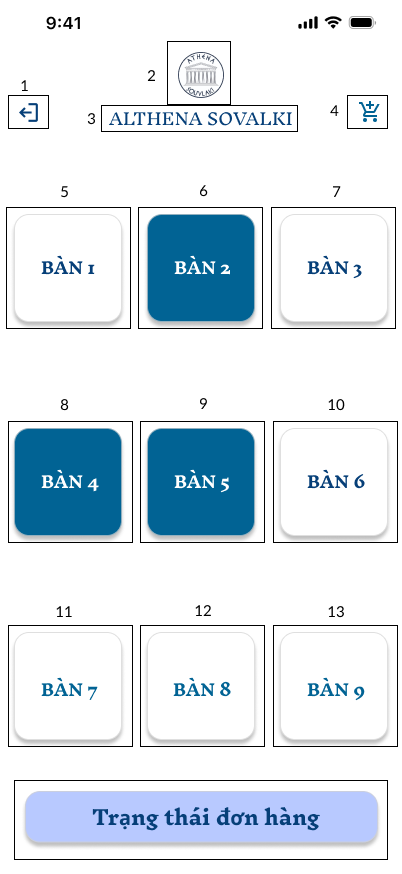 9:41
1
2
ATHENA
SOUVLAKI
3
ALTHENA SOVALKI
4
5
6
7
BÀN 1
BÀN 2
BÀN 3
8
9
10
BÀN 4
BÀN 5
BÀN 6
11
12
13
BÀN 7
BÀN 8
BÀN 9
Trạng thái đơn hàng